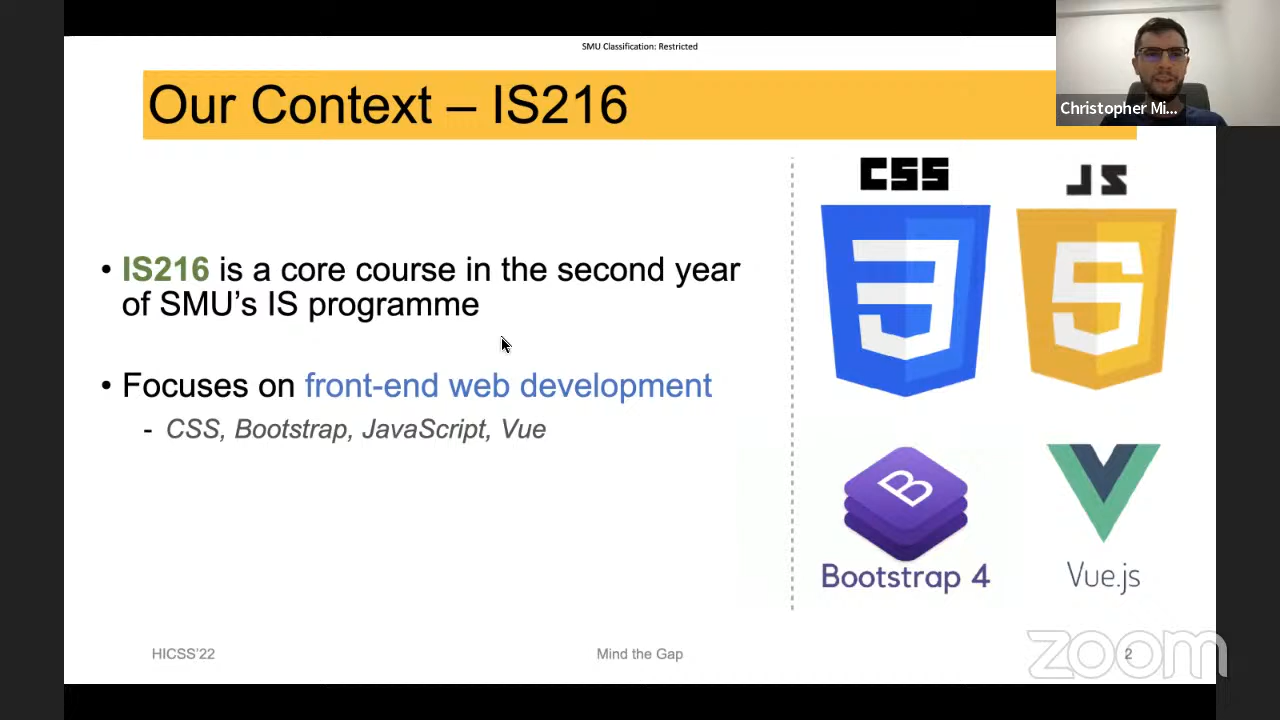 SMU Classification: Restricted
Our Context – IS216
Christopher Mi...
• IS216 is a core course in the second year
of SMU's IS programme
• Focuses on front-end web development
- CSS, Bootstrap, JavaScript, Vue
CSS
JS
3
5
B
Bootstrap 4
Vue.js
HICSS'22
Mind the Gap
2
zoom